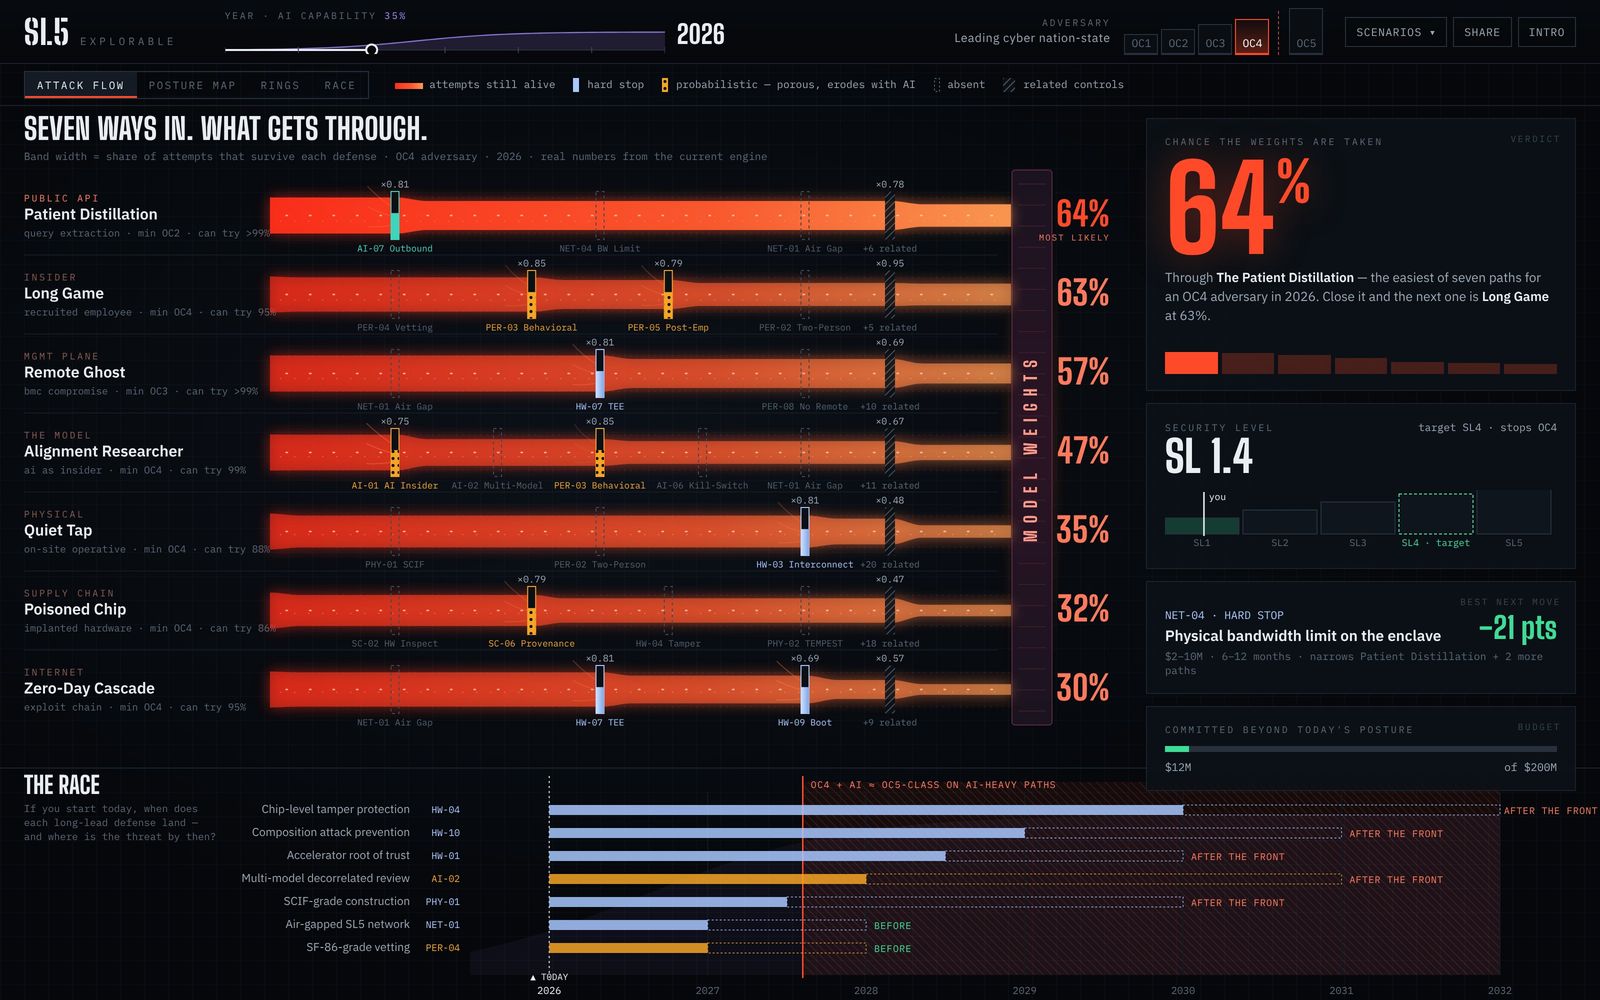 SL5 EXPLORABLE
YEAR · AI CAPABILITY 35%
2026
ADVERSARY
Leading cyber nation-state
OC1
OC2
OC3
OC4
OC5
SCENARIOS ▾
SHARE
INTRO
ATTACK FLOW
POSTURE MAP
RINGS
RACE
attempts still alive
hard stop
probabilistic — porous, erodes with AI
absent
related controls
SEVEN WAYS IN. WHAT GETS THROUGH.
Band width = share of attempts that survive each defense · OC4 adversary · 2026 · real numbers from the current engine
PUBLIC API
Patient Distillation
query extraction · min OC2 · can try >99%
×0.81
×0.78
AI-07 Outbound
NET-04 BW Limit
NET-01 Air Gap
+6 related
64%
MOST LIKELY
INSIDER
Long Game
recruited employee · min OC4 · can try 95%
×0.85
×0.79
×0.95
PER-04 Vetting
PER-03 Behavioral
PER-05 Post-Emp
PER-02 Two-Person
+5 related
63%
MGMT PLANE
Remote Ghost
bmc compromise · min OC3 · can try >99%
×0.81
×0.69
NET-01 Air Gap
HW-07 TEE
PER-08 No Remote
+10 related
57%
THE MODEL
Alignment Researcher
ai as insider · min OC4 · can try 99%
×0.75
×0.85
×0.67
AI-01 AI Insider
AI-02 Multi-Model
PER-03 Behavioral
AI-06 Kill-Switch
NET-01 Air Gap
+11 related
47%
PHYSICAL
Quiet Tap
on-site operative · min OC4 · can try 88%
×0.81
×0.48
PHY-01 SCIF
PER-02 Two-Person
HW-03 Interconnect
+20 related
35%
SUPPLY CHAIN
Poisoned Chip
implanted hardware · min OC4 · can try 86%
×0.79
×0.47
SC-02 HW Inspect
SC-06 Provenance
HW-04 Tamper
PHY-02 TEMPEST
+18 related
32%
INTERNET
Zero-Day Cascade
exploit chain · min OC4 · can try 95%
×0.81
×0.69
×0.57
NET-01 Air Gap
HW-07 TEE
HW-09 Boot
+9 related
30%
MODEL WEIGHTS
CHANCE THE WEIGHTS ARE TAKEN
VERDICT
64%
Through The Patient Distillation — the easiest of seven paths for
an OC4 adversary in 2026. Close it and the next one is Long Game
at 63%.
SECURITY LEVEL
target SL4 · stops OC4
SL 1.4
you
SL1
SL2
SL3
SL4 · target
SL5
BEST NEXT MOVE
NET-04 · HARD STOP
Physical bandwidth limit on the enclave
−21 pts
$2–10M · 6–12 months · narrows Patient Distillation + 2 more
paths
COMMITTED BEYOND TODAY'S POSTURE
BUDGET
$12M
of $200M
THE RACE
If you start today, when does
each long-lead defense land —
and where is the threat by then?
OC4 + AI ≈ OC5-CLASS ON AI-HEAVY PATHS
Chip-level tamper protection HW-04
AFTER THE FRONT
Composition attack prevention HW-10
AFTER THE FRONT
Accelerator root of trust HW-01
AFTER THE FRONT
Multi-model decorrelated review AI-02
AFTER THE FRONT
SCIF-grade construction PHY-01
AFTER THE FRONT
Air-gapped SL5 network NET-01
BEFORE
SF-86-grade vetting PER-04
BEFORE
▲ TODAY
2026
2027
2028
2029
2030
2031
2032